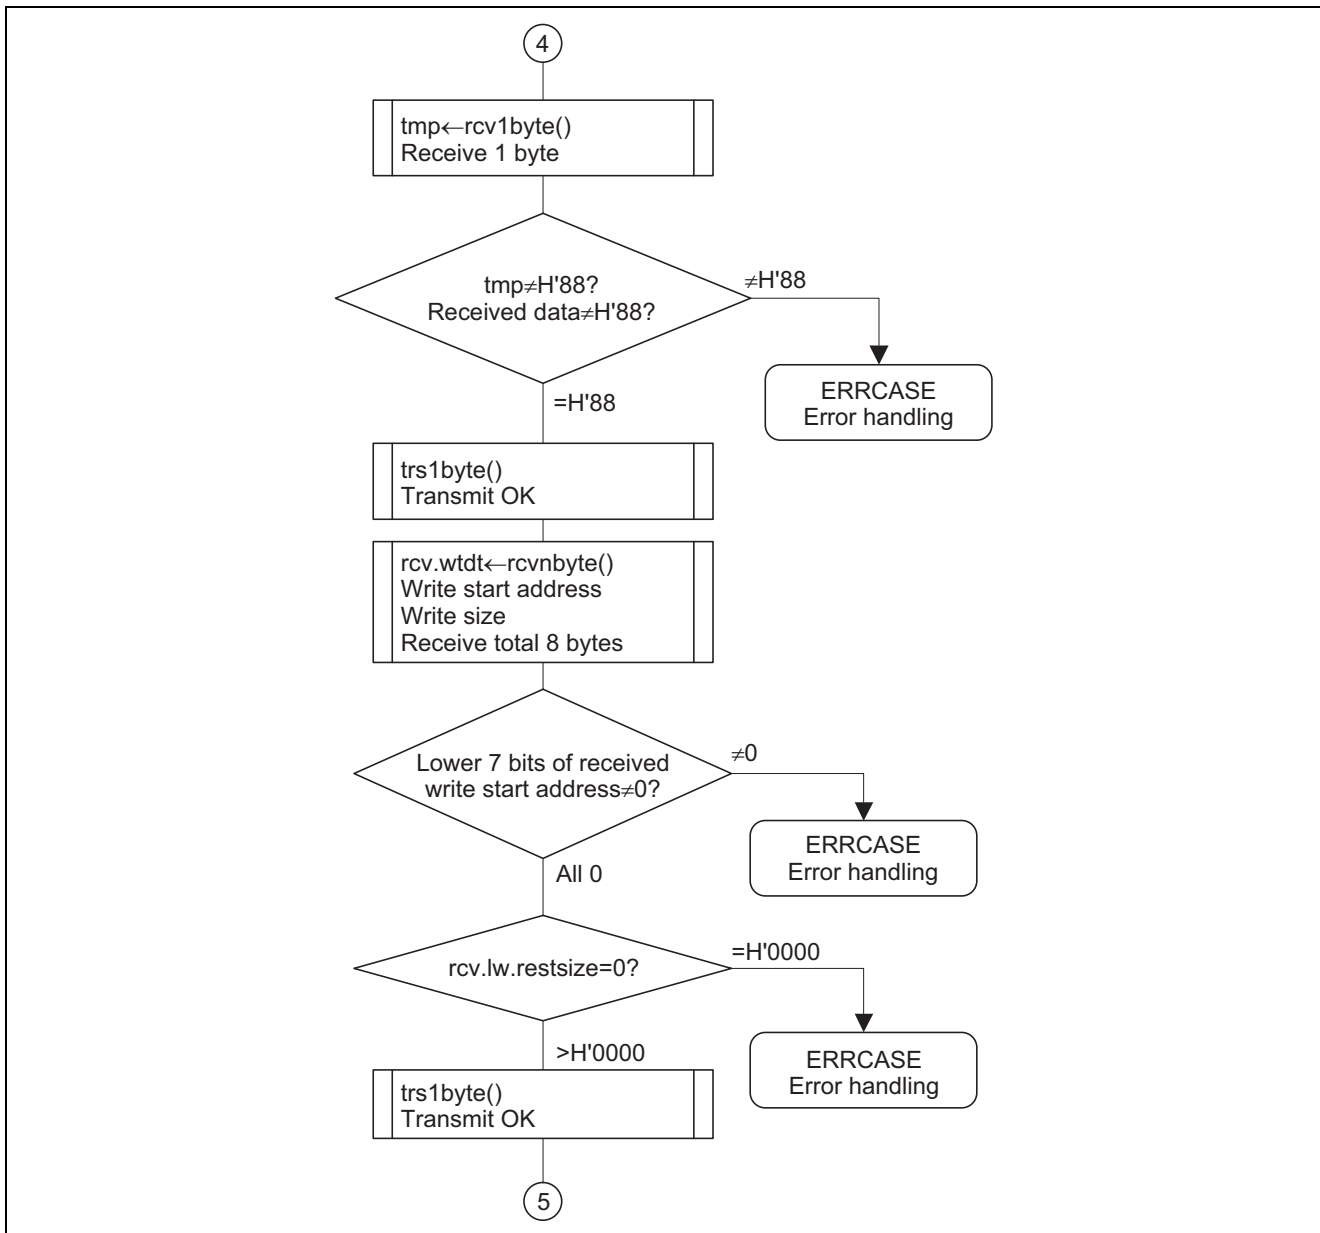 4
tmp←rcv1byte()
Receive 1 byte
tmp≠H'88?
Received data≠H'88?
≠H'88
ERRCASE
Error handling
=H'88
trs1byte()
Transmit OK
rcv.wtdt←rcvnbyte()
Write start address
Write size
Receive total 8 bytes
Lower 7 bits of received
write start address≠0?
≠0
ERRCASE
Error handling
All 0
rcv.lw.restsize=0?
=H'0000
ERRCASE
Error handling
>H'0000
trs1byte()
Transmit OK
5